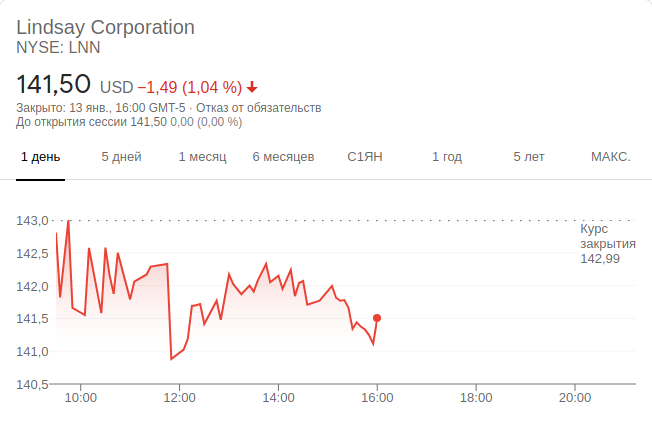 Lindsay Corporation
NYSE: LNN
141,50 USD −1,49 (1,04 %)
Закрыто: 13 янв., 16:00 GMT-5 · Отказ от обязательств
До открытия сессии 141,50 0,00 (0,00 %)
1 день 5 дней 1 месяц 6 месяцев С1ЯН 1 год 5 лет МАКС.
143,0
142,5
142,0
141,5
141,0
140,5
Курс
закрытия
142,99
10:00 12:00 14:00 16:00 18:00 20:00